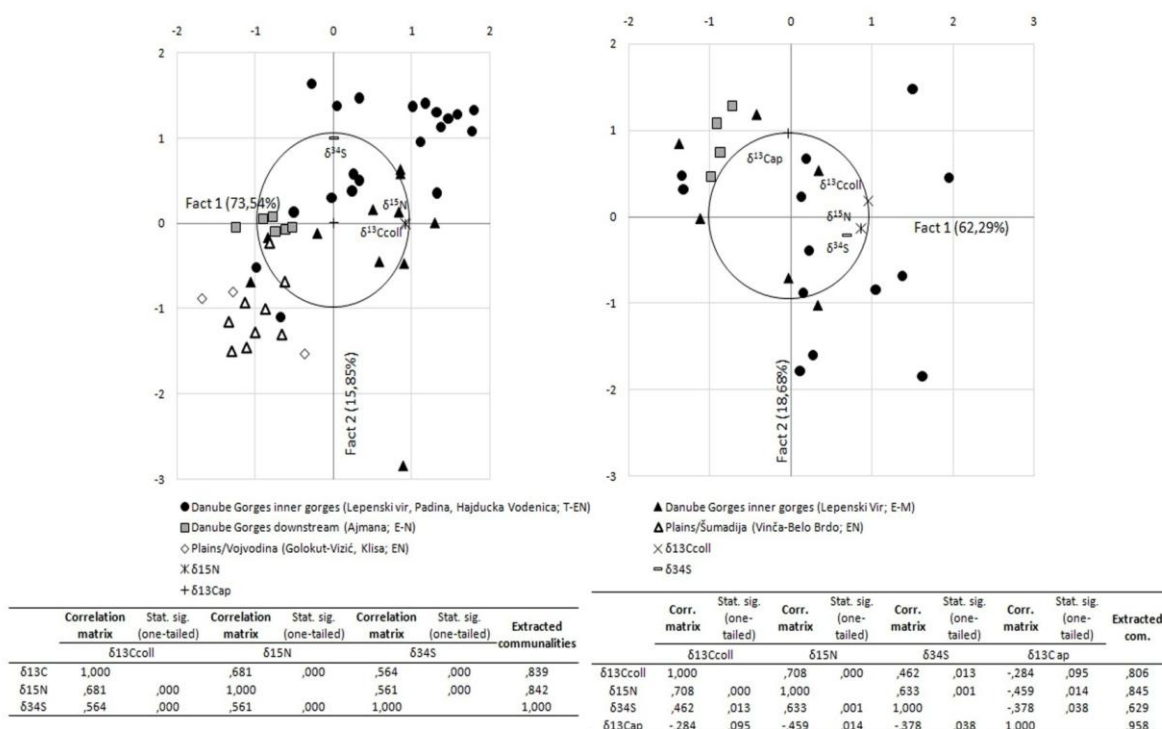 -2 -1 0 1 2
2
1
0
-1
-2
-3
δ34S
Fact 1 (73,54%)
δ15N
δ13Ccoll
Fact 2 (15,85%)
-2 -1 0 1 2 3
2
1
0
-1
-2
-3
δ13Cap
δ13Ccoll
δ15N
Fact 1 (62,29%)
δ34S
Fact 2 (18,68%)
Danube Gorges inner gorges (Lepenski vir, Padina, Hajducka Vodenica; T-EN)
Danube Gorges downstream (Ajmana; E-N)
Plains/Vojvodina (Golokut-Vizić, Klisa; EN)
δ15N
δ13Cap
Danube Gorges inner gorges (Lepenski Vir; E-M)
Plains/Šumadija (Vinča-Belo Brdo; EN)
δ13Ccoll
δ34S
Correlation matrix Stat. sig. (one-tailed) Correlation matrix Stat. sig. (one-tailed) Correlation matrix Stat. sig. (one-tailed) Extracted communalities
δ13Ccoll δ15N δ34S
δ13C 1,000 ,681 ,000 ,564 ,000 ,839
δ15N ,681 ,000 1,000 ,561 ,000 ,842
δ34S ,564 ,000 ,561 ,000 1,000 1,000
Corr. matrix Stat. sig. (one-tailed) Corr. matrix Stat. sig. (one-tailed) Corr. matrix Stat. sig. (one-tailed) Corr. matrix Stat. sig. (one-tailed) Extracted com.
δ13Ccoll δ15N δ34S δ13Cap
δ13Ccoll 1,000 ,708 ,000 ,462 ,013 -,284 ,095 ,806
δ15N ,708 ,000 1,000 ,633 ,001 -,459 ,014 ,845
δ34S ,462 ,013 ,633 ,001 1,000 -,378 ,038 ,629
δ13Cap -,284 ,095 -,459 ,014 -,378 ,038 1,000 ,958